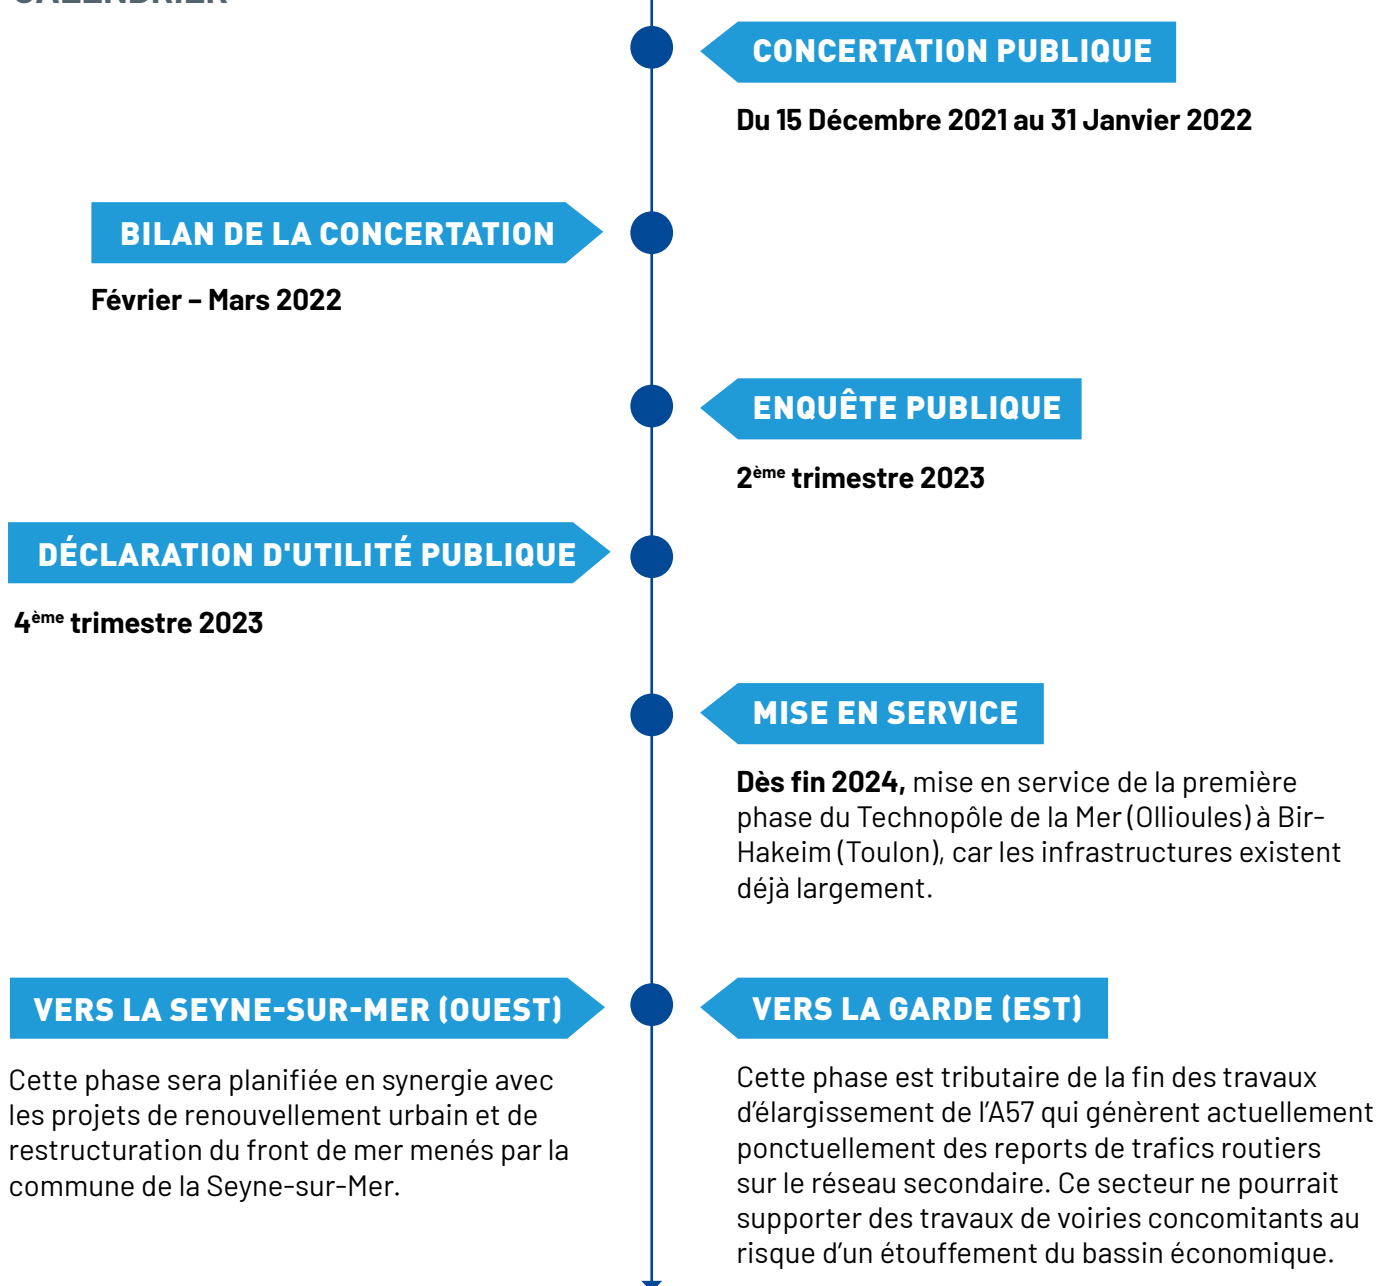 CALENDRIER
CONCERTATION PUBLIQUE
Du 15 Décembre 2021 au 31 Janvier 2022
BILAN DE LA CONCERTATION
Février – Mars 2022
ENQUÊTE PUBLIQUE
2ème trimestre 2023
DÉCLARATION D'UTILITÉ PUBLIQUE
4ème trimestre 2023
MISE EN SERVICE
Dès fin 2024, mise en service de la première
phase du Technopôle de la Mer (Ollioules) à Bir-
Hakeim (Toulon), car les infrastructures existent
déjà largement.
VERS LA SEYNE-SUR-MER (OUEST)
Cette phase sera planifiée en synergie avec
les projets de renouvellement urbain et de
restructuration du front de mer menés par la
commune de la Seyne-sur-Mer.
VERS LA GARDE (EST)
Cette phase est tributaire de la fin des travaux
d’élargissement de l’A57 qui génèrent actuellement
ponctuellement des reports de trafics routiers
sur le réseau secondaire. Ce secteur ne pourrait
supporter des travaux de voiries concomitants au
risque d’un étouffement du bassin économique.